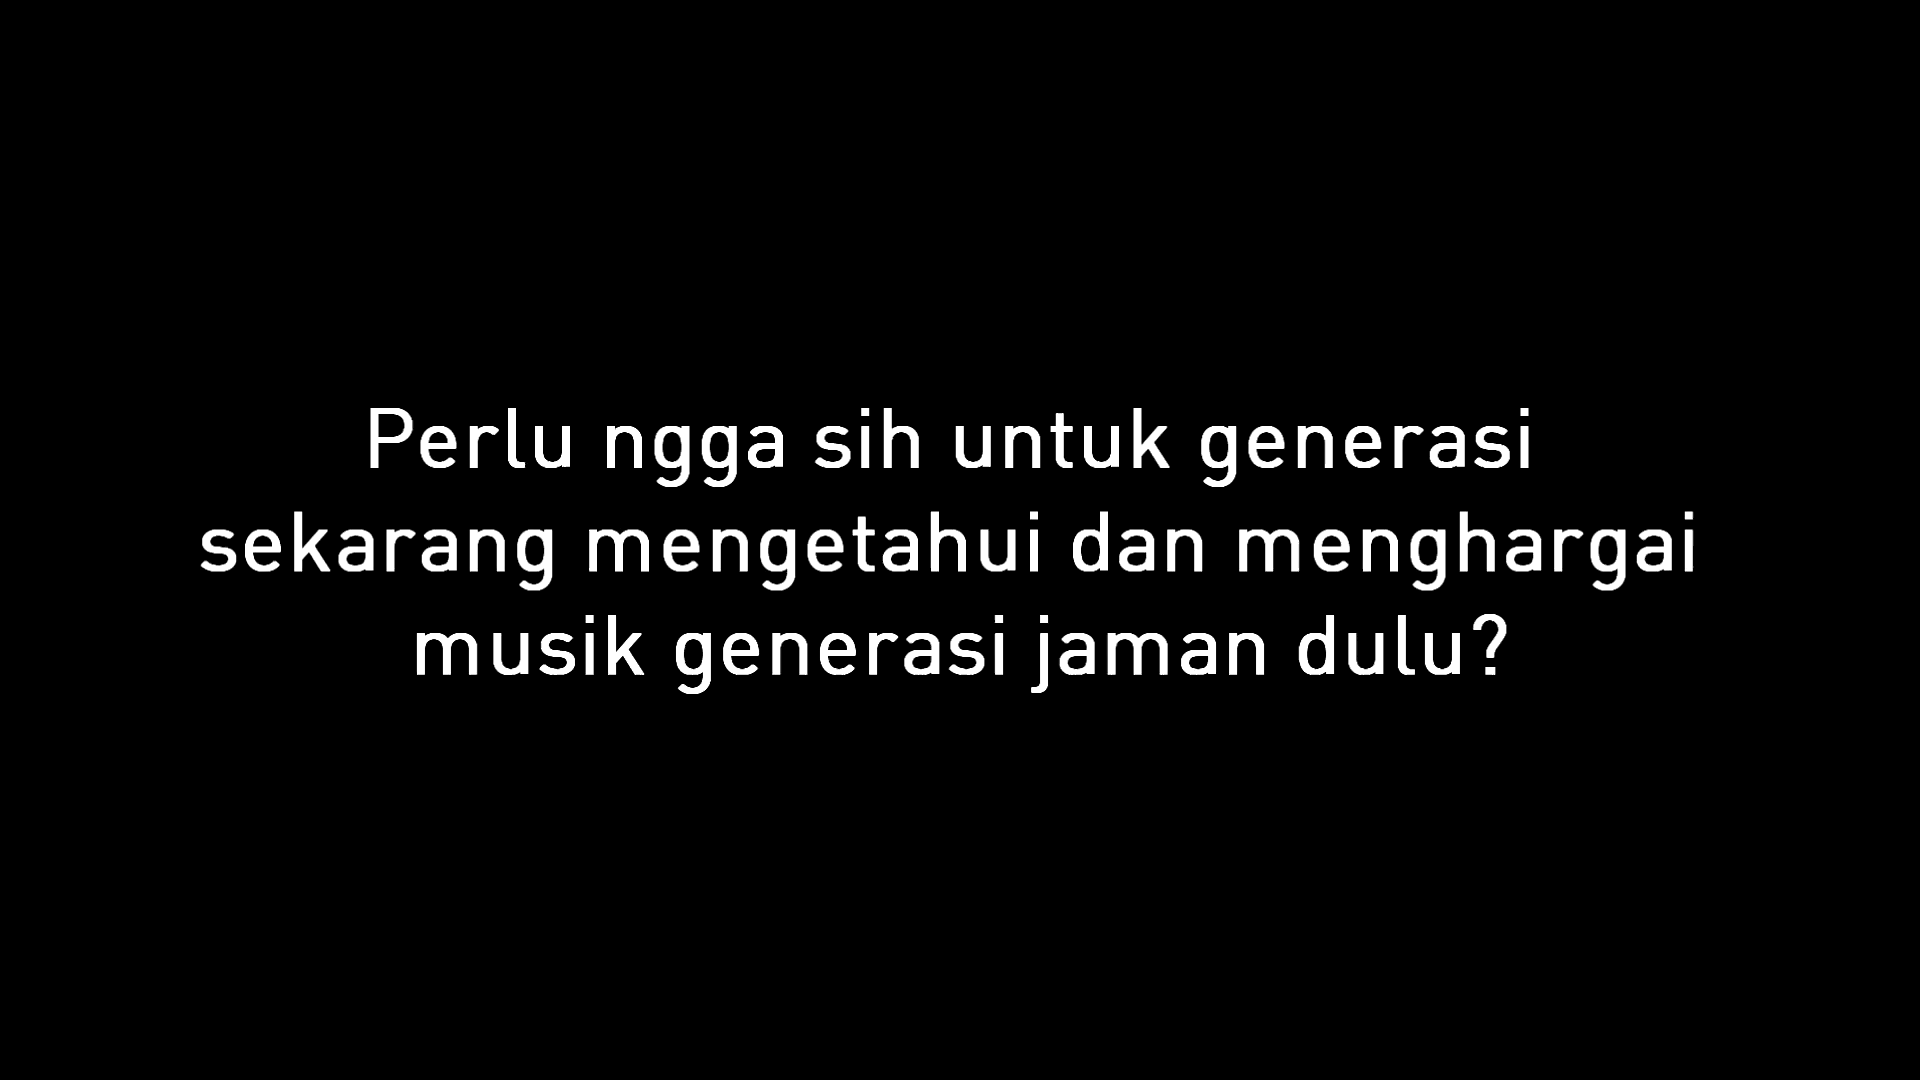 Perlu ngga sih untuk generasi
sekarang mengetahui dan menghargai
musik generasi jaman dulu?